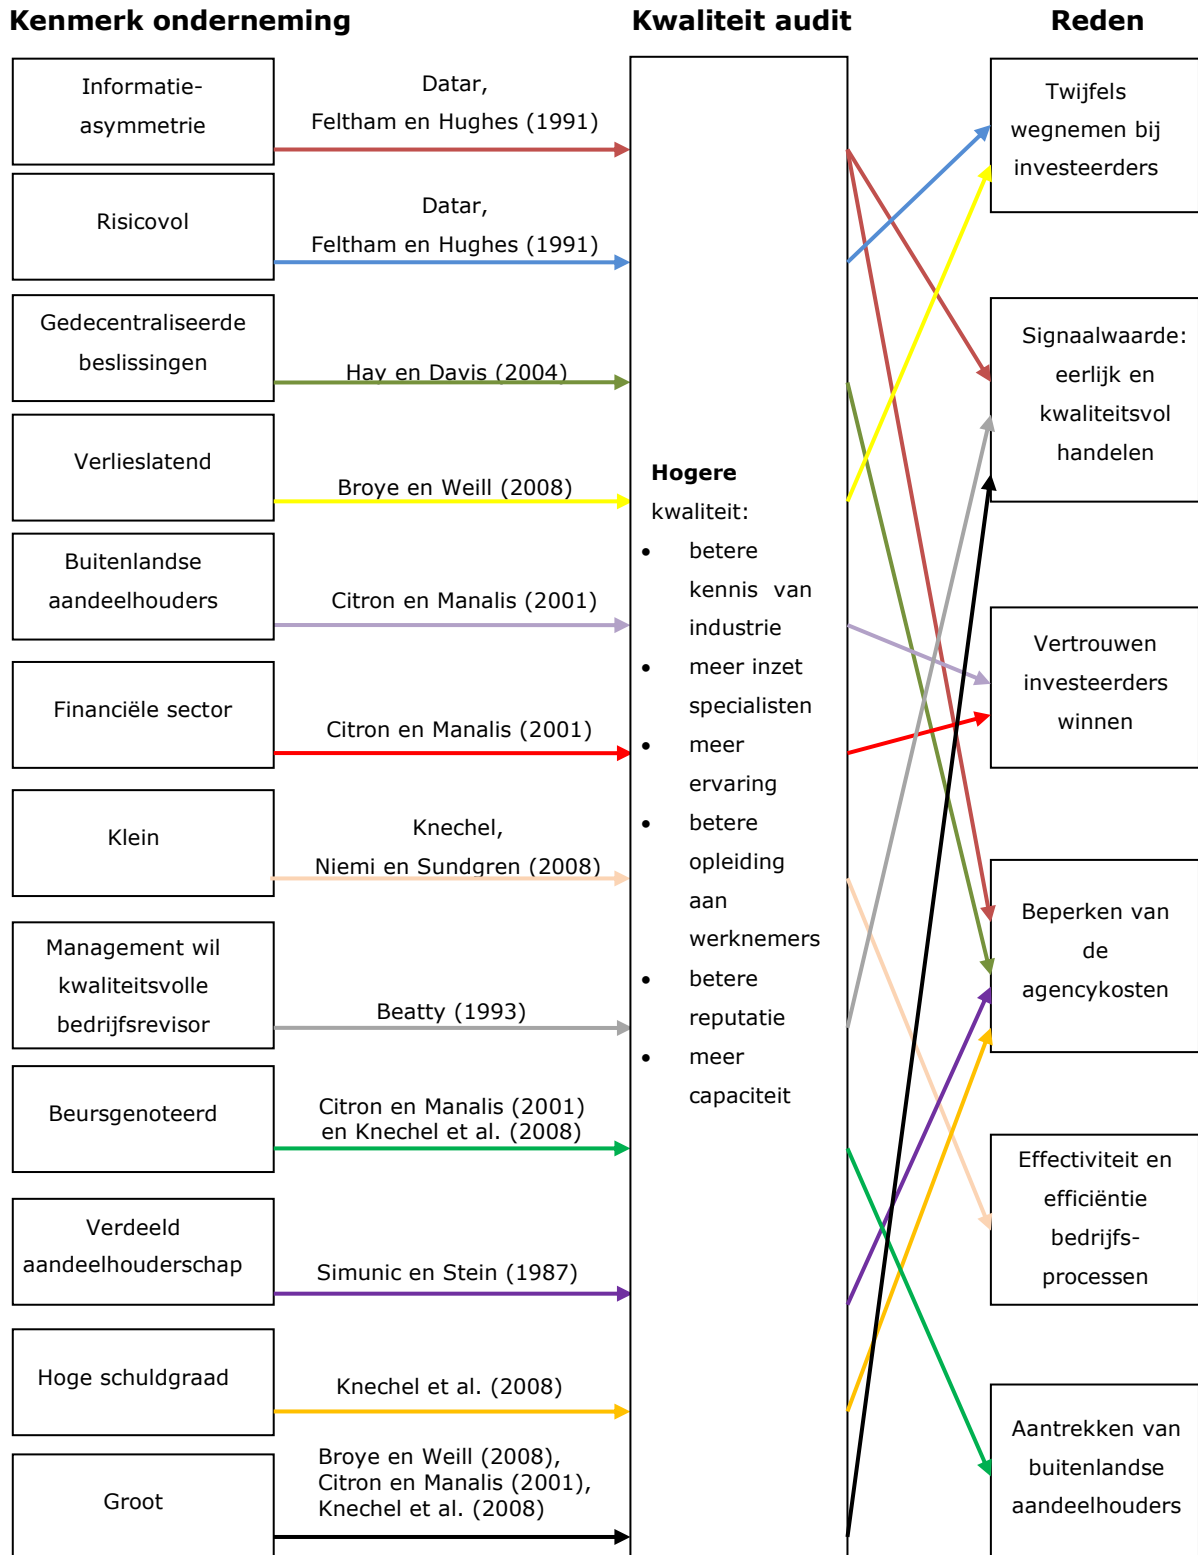 Kenmerk onderneming
Kwaliteit audit
Reden
Informatie-
asymmetrie
Datar,
Feltham en Hughes (1991)
Risicovol
Datar,
Feltham en Hughes (1991)
Gedecentraliseerde
beslissingen
Hay en Davis (2004)
Verlieslatend
Broye en Weill (2008)
Buitenlandse
aandeelhouders
Citron en Manalis (2001)
Financiële sector
Citron en Manalis (2001)
Klein
Knechel,
Niemi en Sundgren (2008)
Management wil
kwaliteitsvolle
bedrijfsrevisor
Beatty (1993)
Beursgenoteerd
Citron en Manalis (2001)
en Knechel et al. (2008)
Verdeeld
aandeelhouderschap
Simunic en Stein (1987)
Hoge schuldgraad
Knechel et al. (2008)
Groot
Broye en Weill (2008),
Citron en Manalis (2001),
Knechel et al. (2008)
Hogere
kwaliteit:
• betere
kennis van
industrie
• meer inzet
specialisten
• meer
ervaring
• betere
opleiding
aan
werknemers
• betere
reputatie
• meer
capaciteit
Twijfels
wegnemen bij
investeerders
Signaalwaarde:
eerlijk en
kwaliteitsvol
handelen
Vertrouwen
investeerders
winnen
Beperken van
de
agencykosten
Effectiviteit en
efficiëntie
bedrijfs-
processen
Aantrekken van
buitenlandse
aandeelhouders